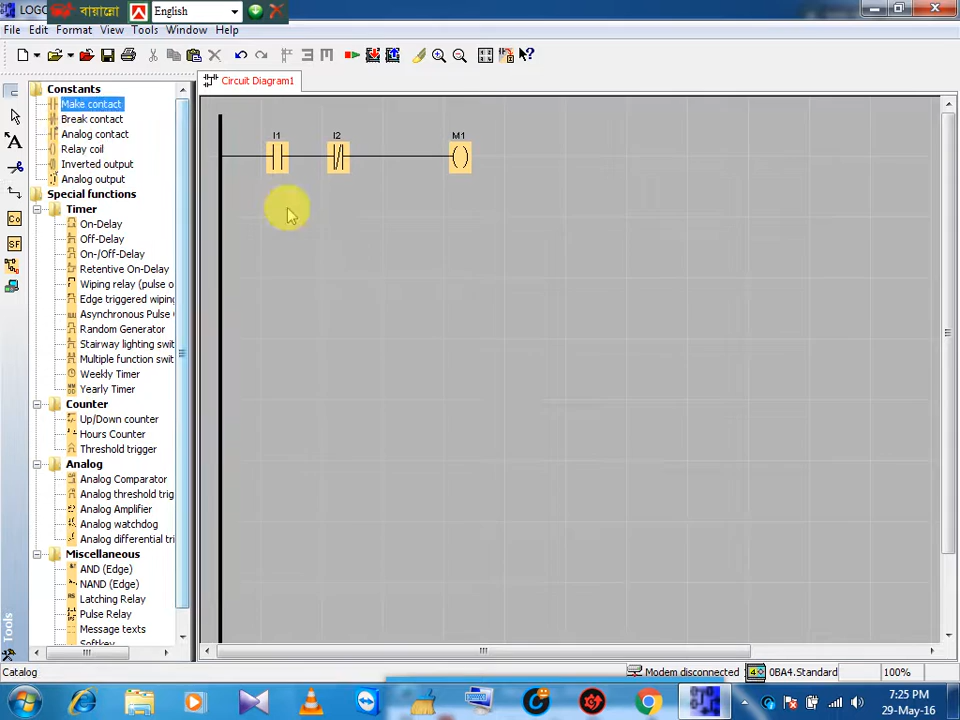 LOGO
বায়ান্নো
English
File Edit Format View Tools Window Help
Circuit Diagram1
Constants
Make contact
Break contact
Analog contact
Relay coil
Inverted output
Analog output
Special functions
Timer
On-Delay
Off-Delay
On-/Off-Delay
Retentive On-Delay
Wiping relay (pulse o
Edge triggered wiping
Asynchronous Pulse
Random Generator
Stairway lighting swit
Multiple function swit
Weekly Timer
Yearly Timer
Counter
Up/Down counter
Hours Counter
Threshold trigger
Analog
Analog Comparator
Analog threshold trig
Analog Amplifier
Analog watchdog
Analog differential tri
Miscellaneous
AND (Edge)
NAND (Edge)
Latching Relay
Pulse Relay
Message texts
Softkey
I1 I2 M1
Co
SF
Tools
Catalog
Modem disconnected
0BA4.Standard
100%
7:25 PM
29-May-16